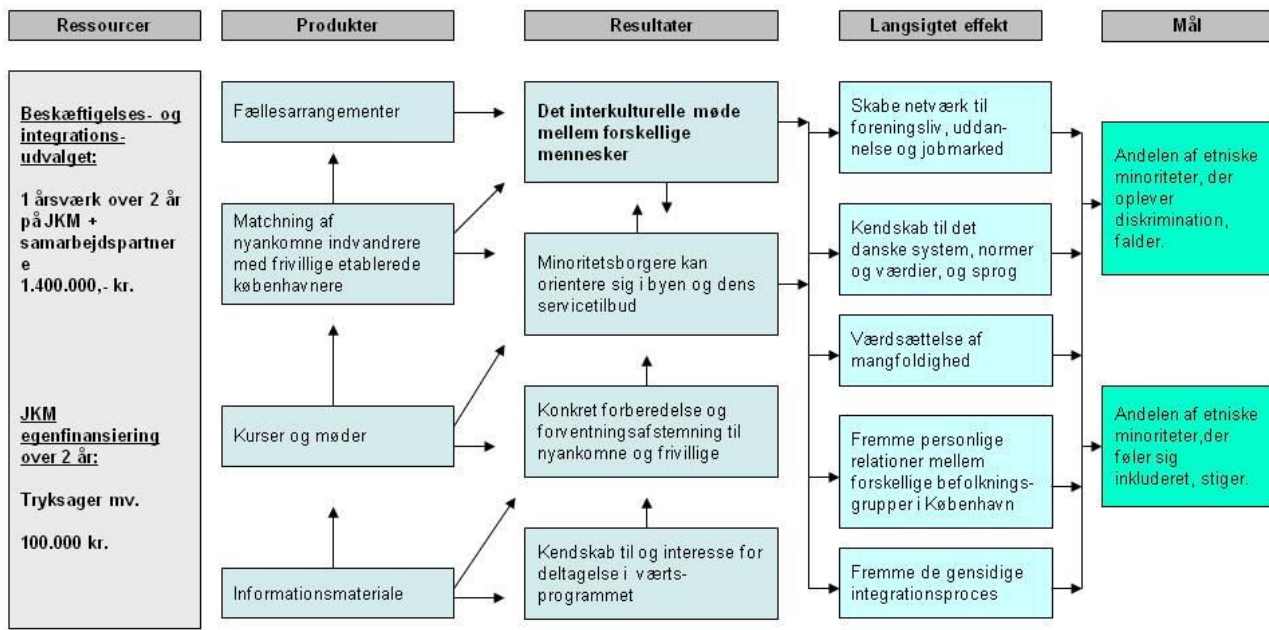 Ressourcer
Produkter
Resultater
Langsigtet effekt
Mål
Beskæftigelses- og
integrations-
udvalget:
1 årsværk over 2 år
på JKM +
samarbejdspartner
e
1.400.000,- kr.
JKM
egenfinansiering
over 2 år:
Tryksager mv.
100.000 kr.
Fællesarrangementer
Matchning af
nyankomne indvandrere
med frivillige etablerede
københavnere
Kurser og møder
Informationsmateriale
Det interkulturelle møde
mellem forskellige
mennesker
Minoritetsborgere kan
orientere sig i byen og dens
servicetilbud
Konkret forberedelse og
forventningsafstemning til
nyankomne og frivillige
Kendskab til og interesse for
deltagelse i værts-
programmet
Skabe netværk til
foreningsliv, uddan-
nelse og jobmarked
Kendskab til det
danske system, normer
og værdier, og sprog
Værdsættelse af
mangfoldighed
Fremme personlige
relationer mellem
forskellige befolknings-
grupper i København
Fremme de gensidige
integrationsproces
Andelen af etniske
minoriteter, der
oplever
diskrimination,
falder.
Andelen af etniske
minoriteter,der
føler sig
inkluderet, stiger.